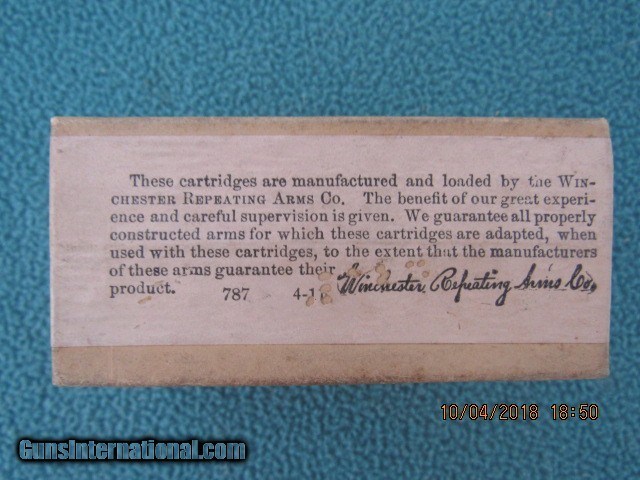 These cartridges are manufactured and loaded by the WIN-
CHESTER REPEATING ARMS CO. The benefit of our great experi-
ence and careful supervision is given. We guarantee all properly
constructed arms for which these cartridges are adapted, when
used with these cartridges, to the extent that the manufacturers
of these arms guarantee their
product. 787 4-1 Winchester Repeating Arms Co.
10/04/2018 18:50
GunsInternational.com